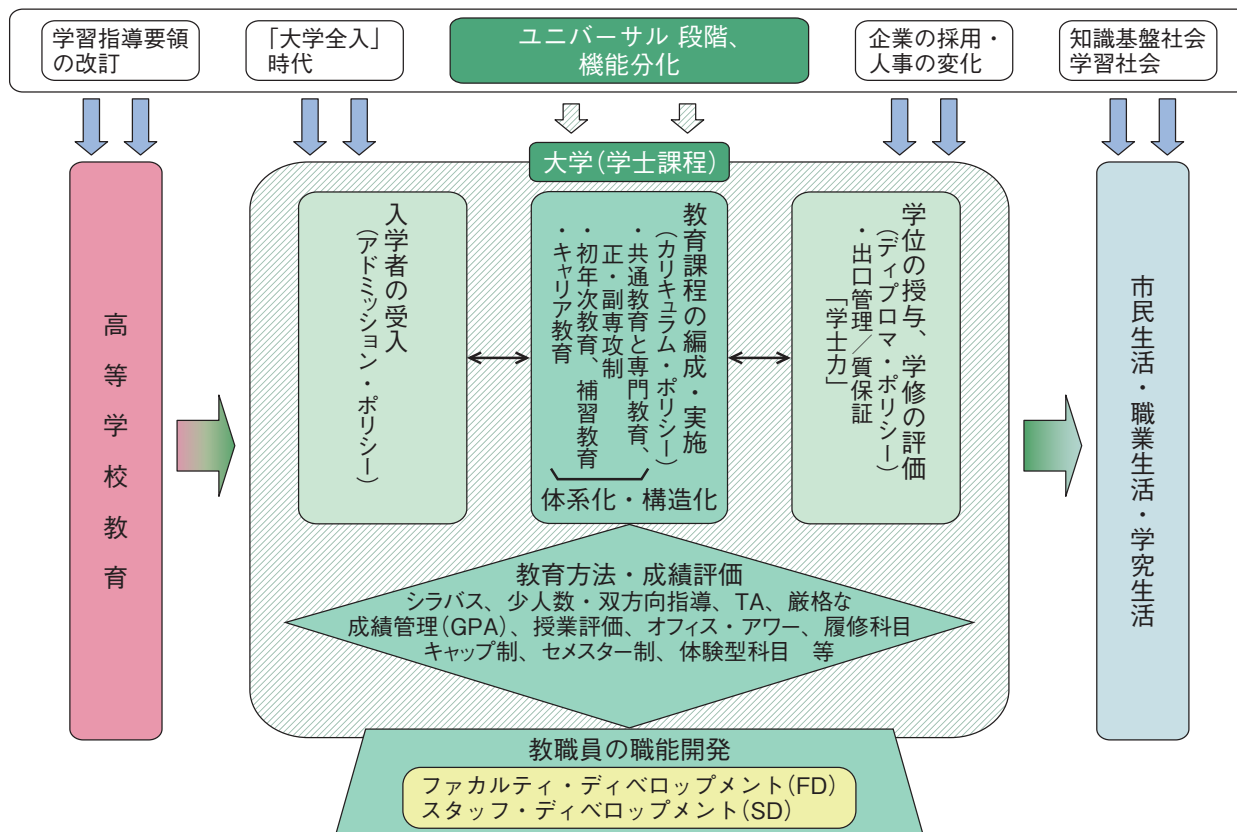 学習指導要領
の改訂
「大学全入」
時代
ユニバーサル 段階、
機能分化
企業の採用・
人事の変化
知識基盤社会
学習社会
高等学校教育
大学(学士課程)
入学者の受入
(アドミッション・ポリシー)
教育課程の編成・実施
(カリキュラム・ポリシー)
・共通教育と専門教育、
正・副専攻制
・初年次教育、補習教育
・キャリア教育
体系化・構造化
学位の授与、学修の評価
(ディプロマ・ポリシー)
・出口管理/質保証
「学士力」
市民生活・職業生活・学究生活
教育方法・成績評価
シラバス、少人数・双方向指導、TA、厳格な
成績管理(GPA)、授業評価、オフィス・アワー、履修科目
キャップ制、セメスター制、体験型科目 等
教職員の職能開発
ファカルティ・ディベロップメント(FD)
スタッフ・ディベロップメント(SD)